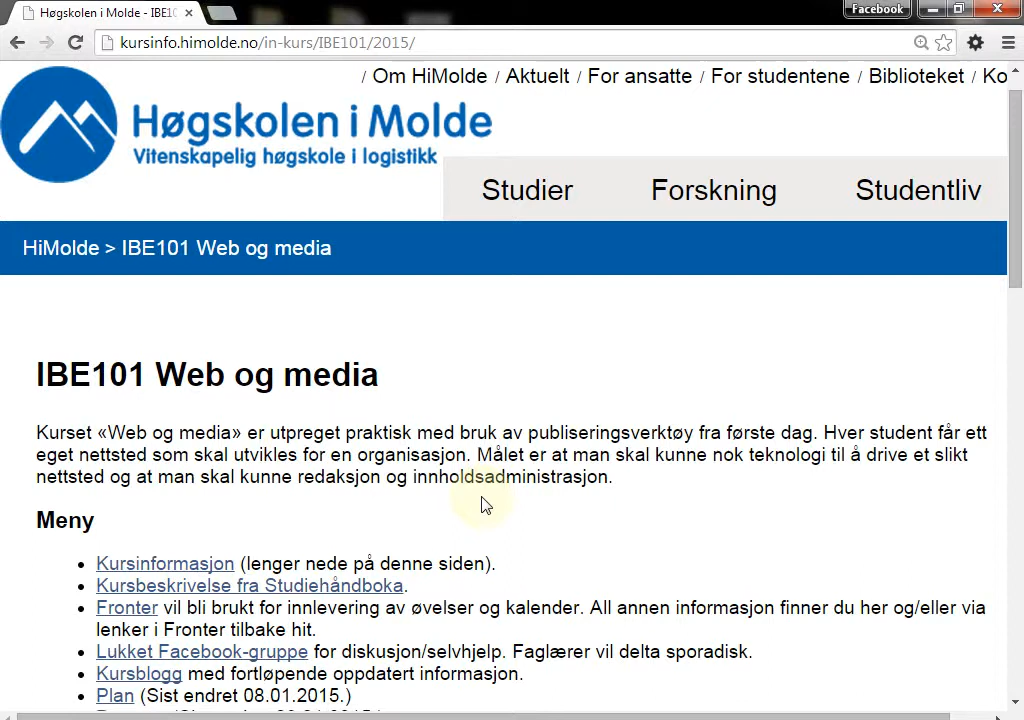 Høgskolen i Molde - IBE10
Facebook
kursinfo.himolde.no/in-kurs/IBE101/2015/
/ Om HiMolde / Aktuelt / For ansatte / For studentene / Biblioteket / Ko
Høgskolen i Molde
Vitenskapelig høgskole i logistikk
Studier Forskning Studentliv
HiMolde > IBE101 Web og media
IBE101 Web og media
Kurset «Web og media» er utpreget praktisk med bruk av publiseringsverktøy fra første dag. Hver student får ett
eget nettsted som skal utvikles for en organisasjon. Målet er at man skal kunne nok teknologi til å drive et slikt
nettsted og at man skal kunne redaksjon og innholdsadministrasjon.
Meny
• Kursinformasjon (lenger nede på denne siden).
• Kursbeskrivelse fra Studiehåndboka.
• Fronter vil bli brukt for innlevering av øvelser og kalender. All annen informasjon finner du her og/eller via
lenker i Fronter tilbake hit.
• Lukket Facebook-gruppe for diskusjon/selvhjelp. Faglærer vil delta sporadisk.
• Kursblogg med fortløpende oppdatert informasjon.
• Plan (Sist endret 08.01.2015.)